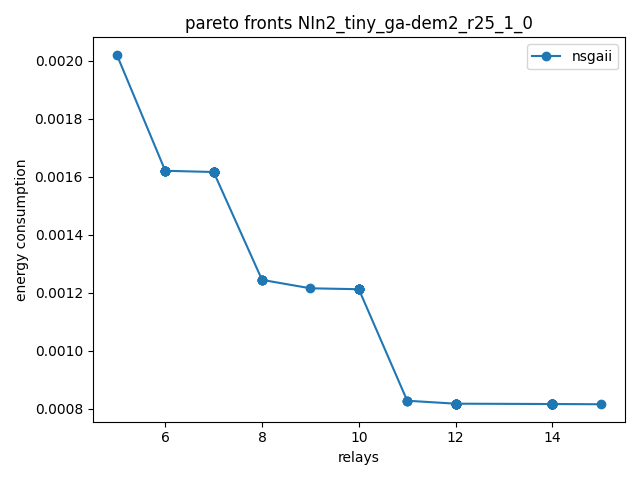 pareto fronts NIn2_tiny_ga-dem2_r25_1_0
nsgaii
energy consumption
0.0020
0.0018
0.0016
0.0014
0.0012
0.0010
0.0008
6 8 10 12 14
relays